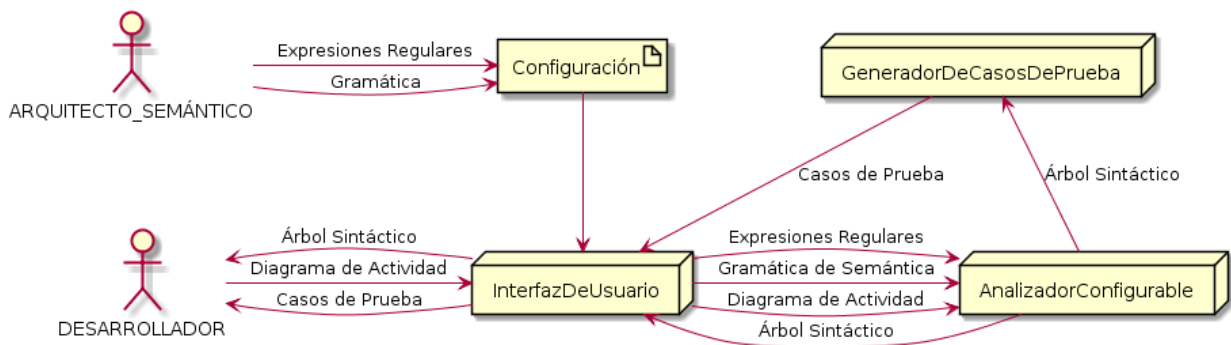 Expresiones Regulares
Configuración
Gramática
ARQUITECTO_SEMÁNTICO
GeneradorDeCasosDePrueba
Casos de Prueba
Árbol Sintáctico
Árbol Sintáctico
Diagrama de Actividad
Casos de Prueba
DESARROLLADOR
InterfazDeUsuario
Expresiones Regulares
Gramática de Semántica
Diagrama de Actividad
Árbol Sintáctico
AnalizadorConfigurable